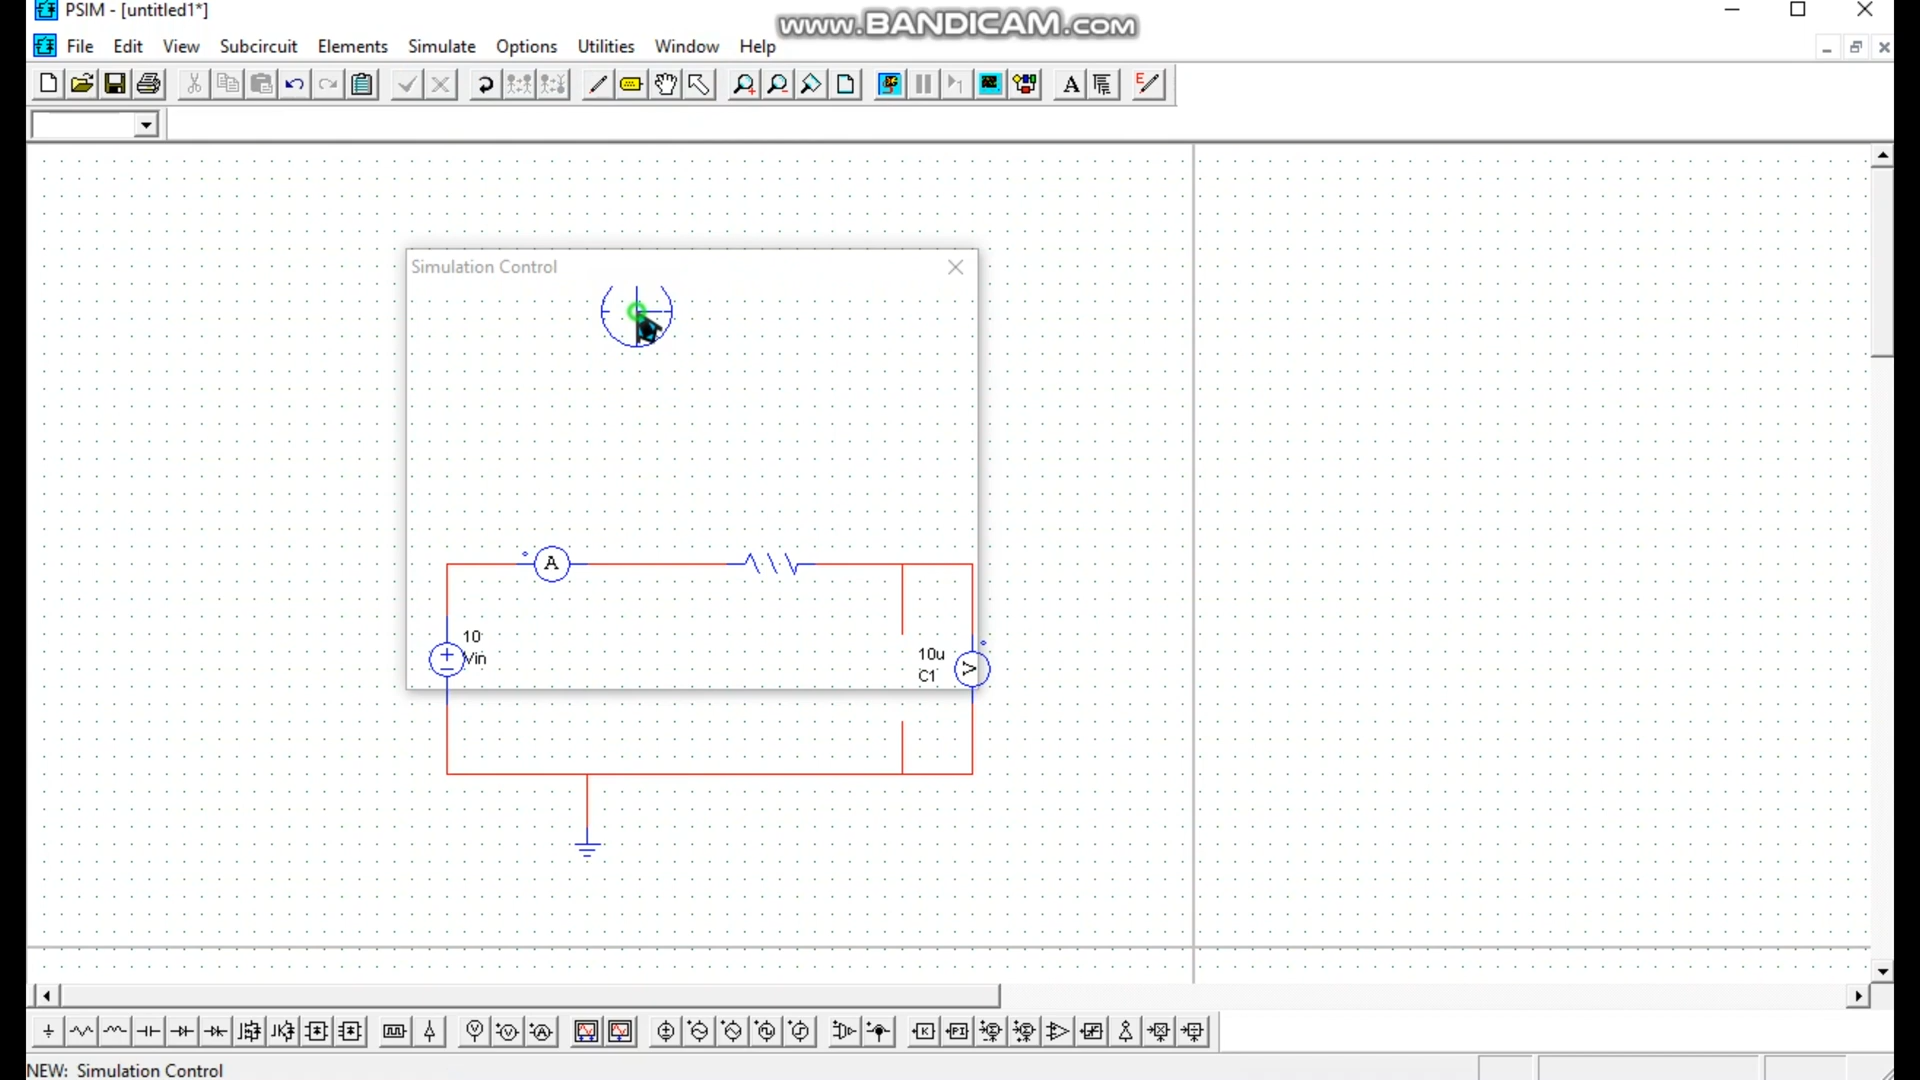 PSIM - [untitled1*]
www.BANDICAM.com
File Edit View Subcircuit Elements Simulate Options Utilities Window Help
A
E
Simulation Control
A
10
Vin
10u
C1
V
K
PI
NEW: Simulation Control